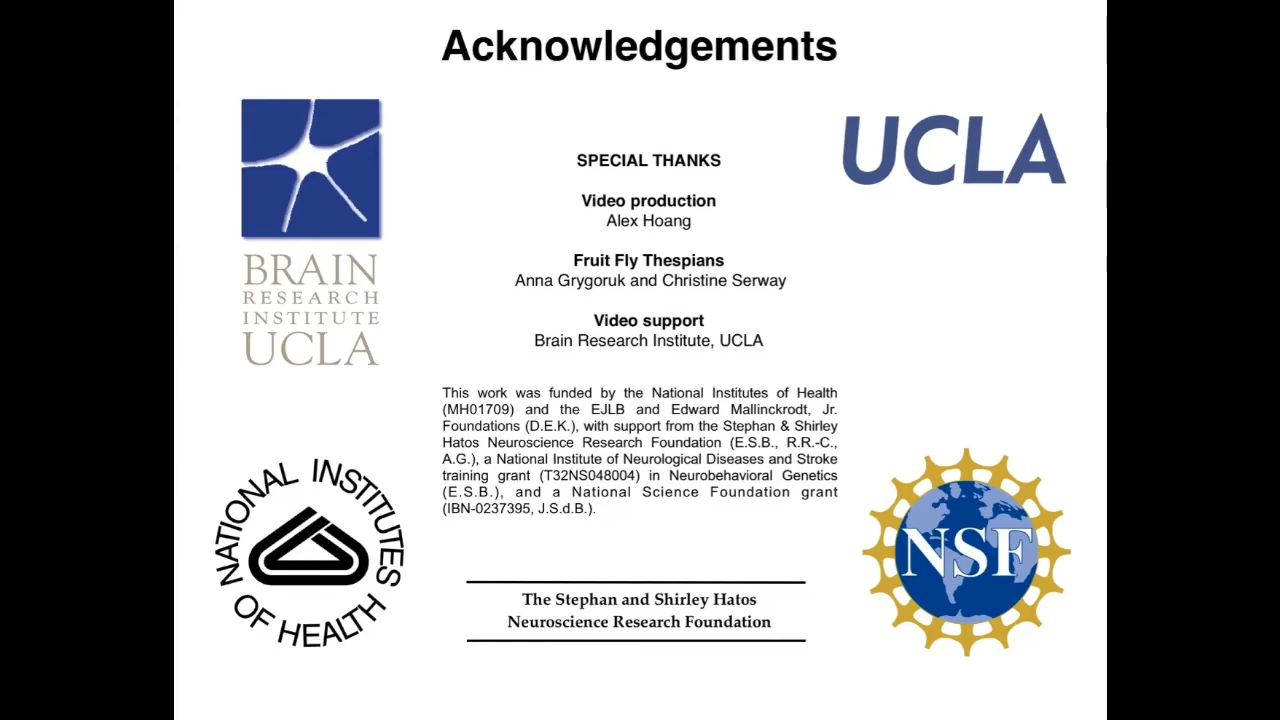 Acknowledgements
BRAIN
RESEARCH
INSTITUTE
UCLA
UCLA
SPECIAL THANKS
Video production
Alex Hoang
Fruit Fly Thespians
Anna Grygoruk and Christine Serway
Video support
Brain Research Institute, UCLA
This work was funded by the National Institutes of Health
(MH01709) and the EJLB and Edward Mallinckrodt, Jr.
Foundations (D.E.K.), with support from the Stephan & Shirley
Hatos Neuroscience Research Foundation (E.S.B., R.R.-C.,
A.G.), a National Institute of Neurological Diseases and Stroke
training grant (T32NS048004) in Neurobehavioral Genetics
(E.S.B.), and a National Science Foundation grant
(IBN-0237395, J.S.d.B.).
NATIONAL INSTITUTES
OF HEALTH
NSF
The Stephan and Shirley Hatos
Neuroscience Research Foundation